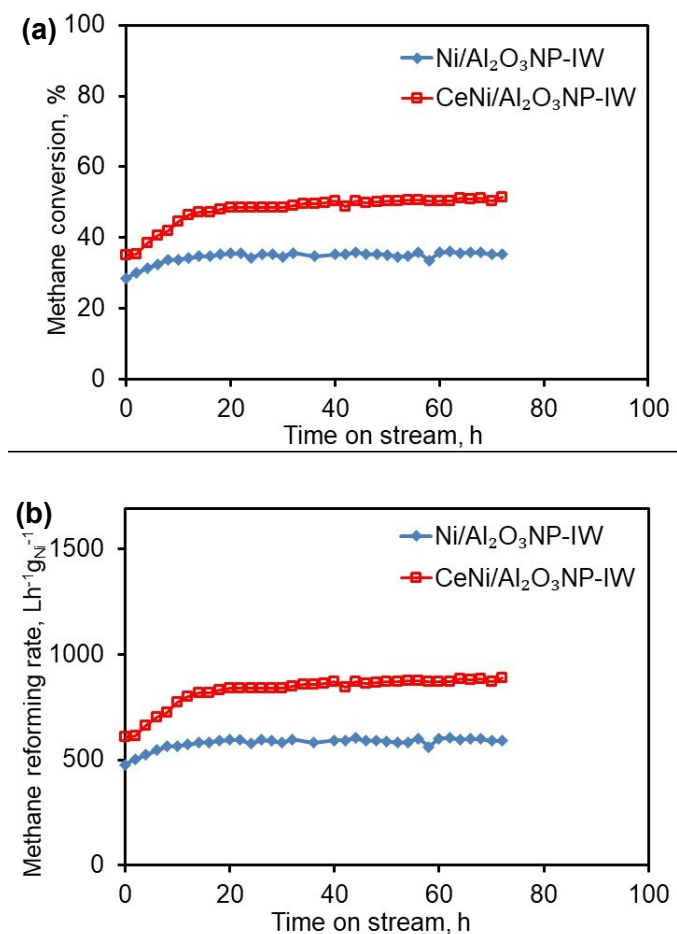 (a)
100
80
60
40
20
0
Methane conversion, %
Ni/Al₂O₃NP-IW
CeNi/Al₂O₃NP-IW
0 20 40 60 80 100
Time on stream, h
(b)
1500
1000
500
0
Methane reforming rate, Lh⁻¹gNi⁻¹
Ni/Al₂O₃NP-IW
CeNi/Al₂O₃NP-IW
0 20 40 60 80 100
Time on stream, h